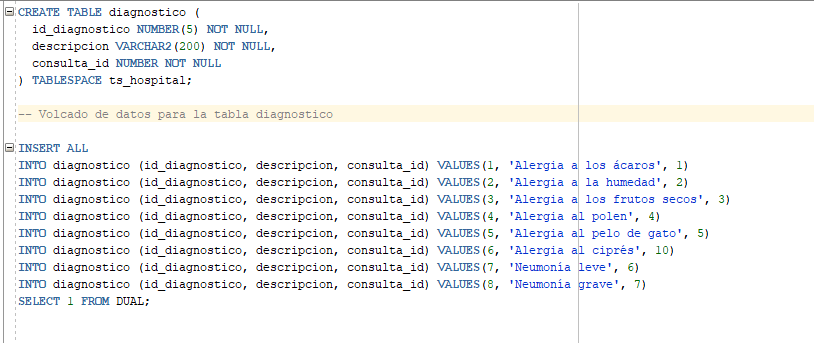 CREATE TABLE diagnostico (
id_diagnostico NUMBER(5) NOT NULL,
descripcion VARCHAR2(200) NOT NULL,
consulta_id NUMBER NOT NULL
) TABLESPACE ts_hospital;
-- Volcado de datos para la tabla diagnostico
INSERT ALL
INTO diagnostico (id_diagnostico, descripcion, consulta_id) VALUES(1, 'Alergia a los ácaros', 1)
INTO diagnostico (id_diagnostico, descripcion, consulta_id) VALUES(2, 'Alergia a la humedad', 2)
INTO diagnostico (id_diagnostico, descripcion, consulta_id) VALUES(3, 'Alergia a los frutos secos', 3)
INTO diagnostico (id_diagnostico, descripcion, consulta_id) VALUES(4, 'Alergia al polen', 4)
INTO diagnostico (id_diagnostico, descripcion, consulta_id) VALUES(5, 'Alergia al pelo de gato', 5)
INTO diagnostico (id_diagnostico, descripcion, consulta_id) VALUES(6, 'Alergia al ciprés', 10)
INTO diagnostico (id_diagnostico, descripcion, consulta_id) VALUES(7, 'Neumonía leve', 6)
INTO diagnostico (id_diagnostico, descripcion, consulta_id) VALUES(8, 'Neumonía grave', 7)
SELECT 1 FROM DUAL;